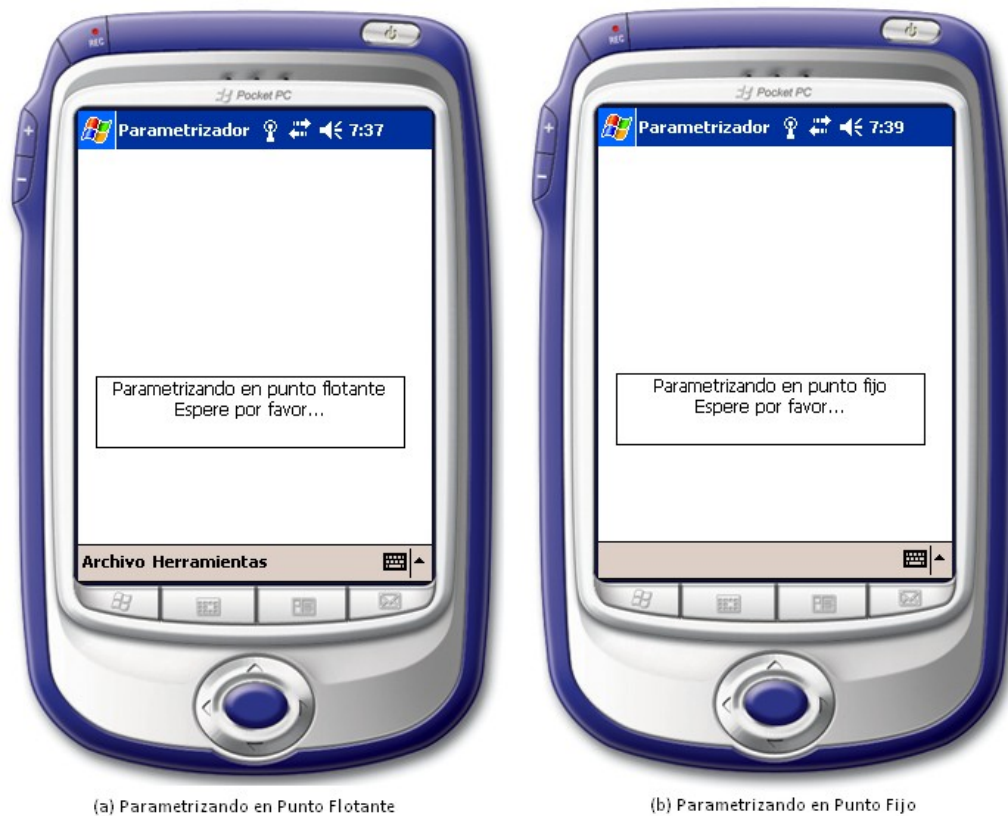 REC
Pocket PC
Parametrizador 7:37
Parametrizando en punto flotante
Espere por favor...
Archivo Herramientas
(a) Parametrizando en Punto Flotante
REC
Pocket PC
Parametrizador 7:39
Parametrizando en punto fijo
Espere por favor...
(b) Parametrizando en Punto Fijo